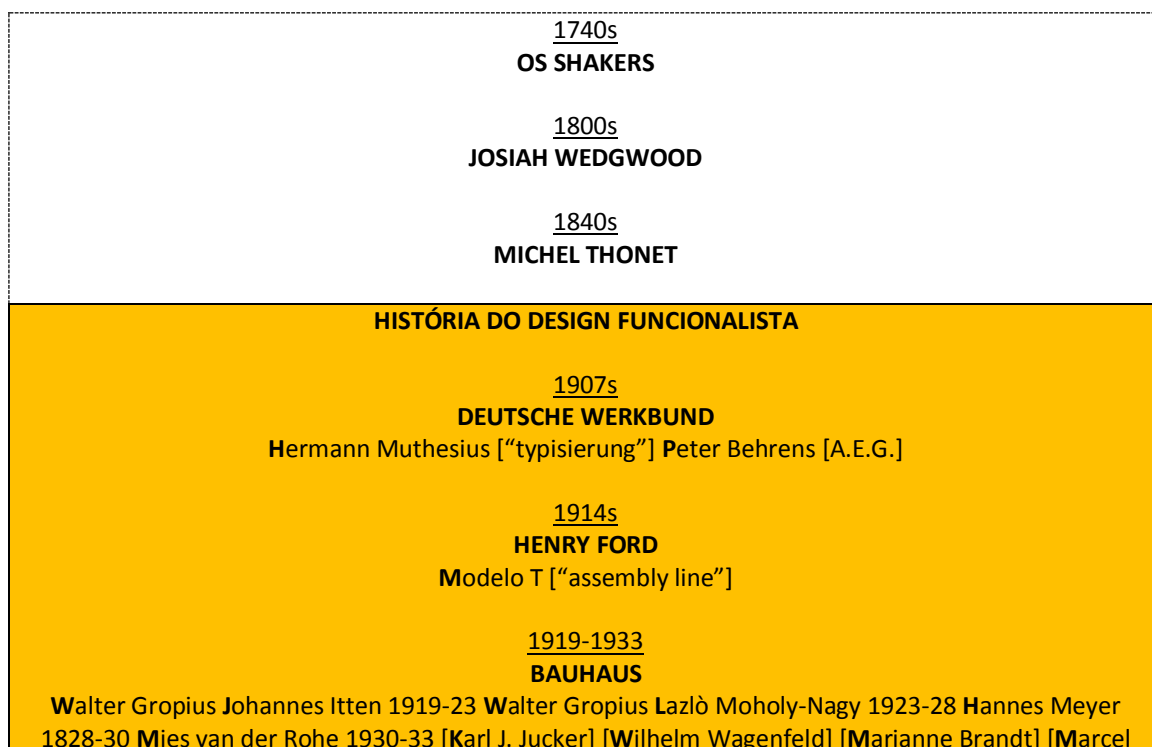 1740s
OS SHAKERS
1800s
JOSIAH WEDGWOOD
1840s
MICHEL THONET
HISTÓRIA DO DESIGN FUNCIONALISTA
1907s
DEUTSCHE WERKBUND
Hermann Muthesius [“typisierung”] Peter Behrens [A.E.G.]
1914s
HENRY FORD
Modelo T [“assembly line”]
1919-1933
BAUHAUS
Walter Gropius Johannes Itten 1919-23 Walter Gropius Lazlò Moholy-Nagy 1923-28 Hannes Meyer
1828-30 Mies van der Rohe 1930-33 [Karl J. Jucker] [Wilhelm Wagenfeld] [Marianne Brandt] [Marcel